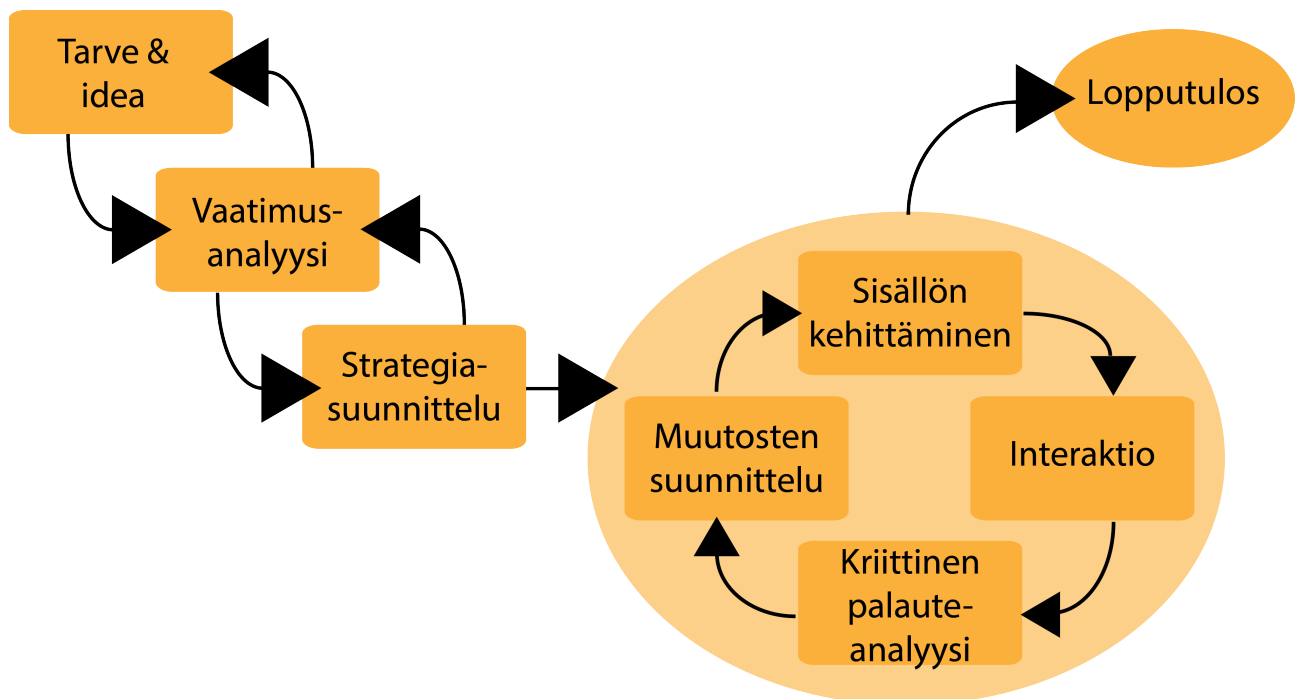 Tarve &
idea
Vaatimus-
analyysi
Strategia-
suunnittelu
Lopputulos
Sisällön
kehittäminen
Interaktio
Kriittinen
palaute-
analyysi
Muutosten
suunnittelu